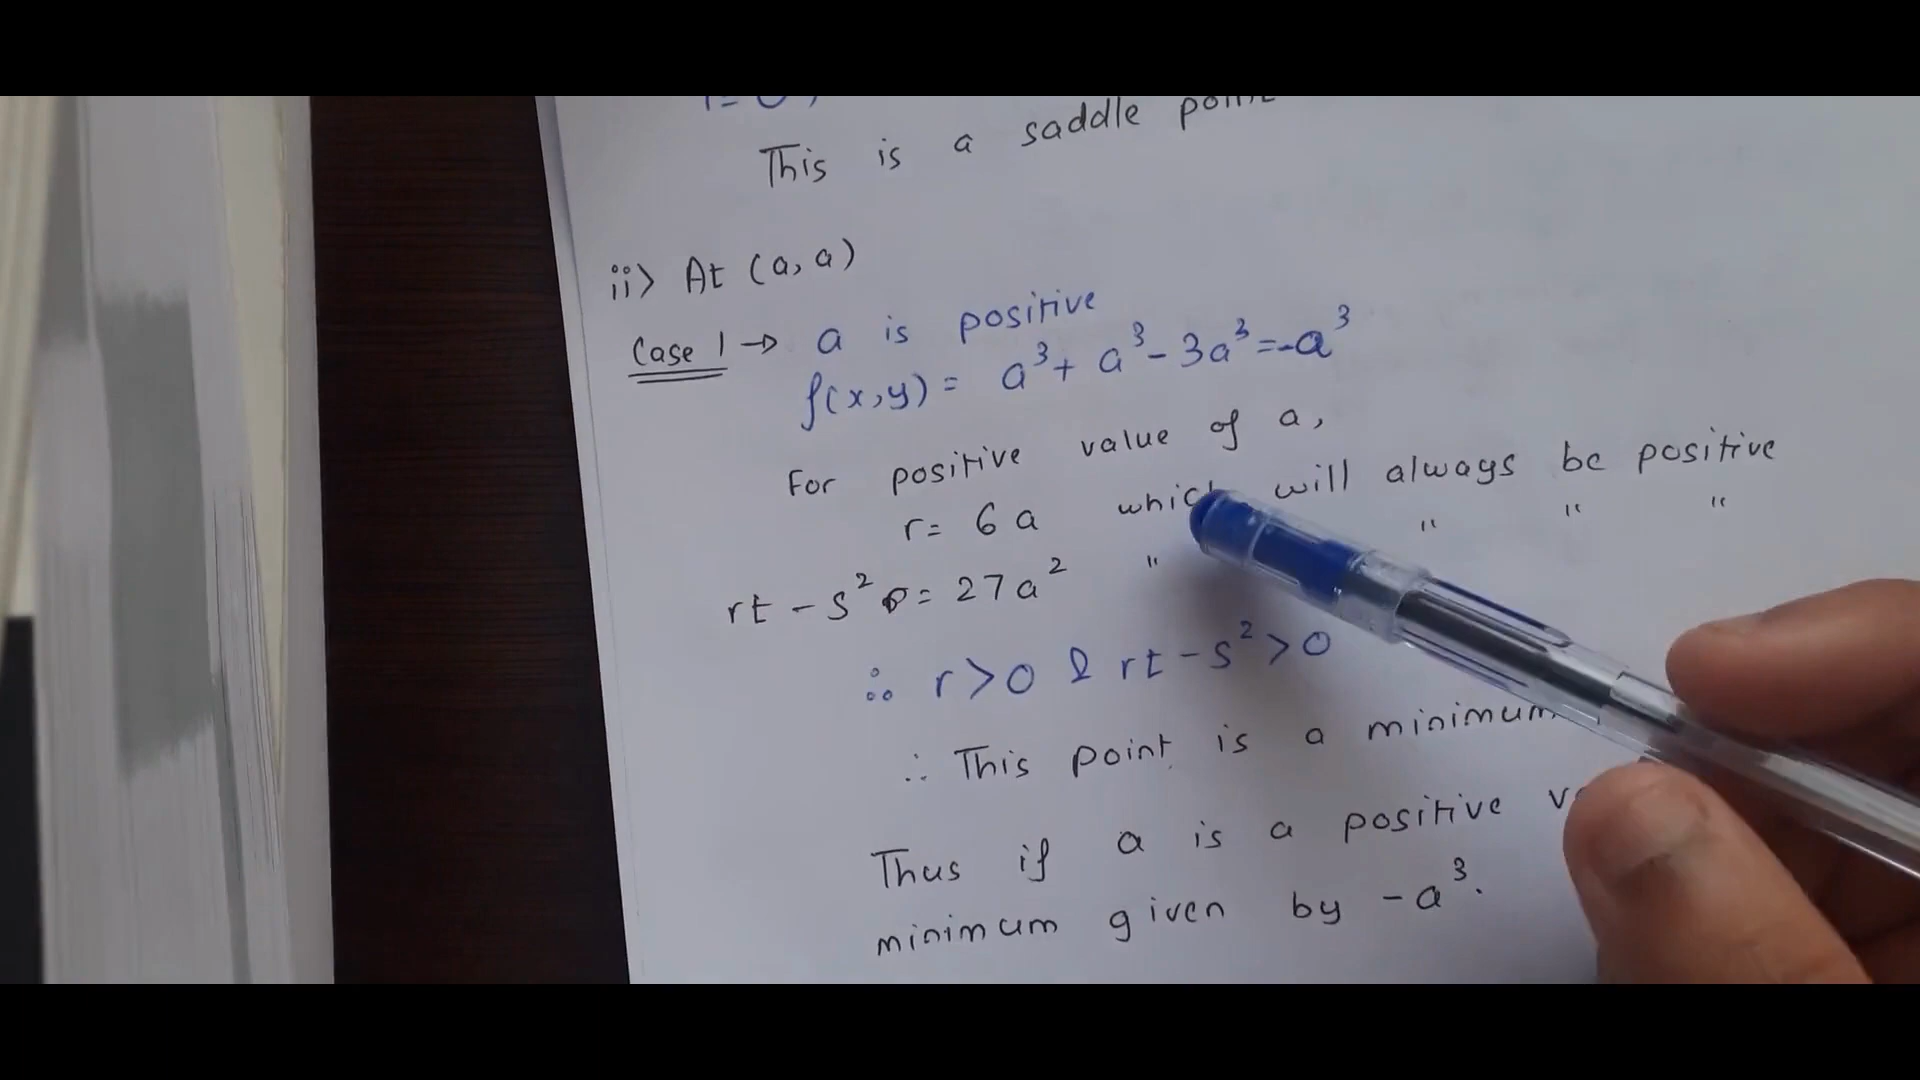 This is a saddle point
ii> At (a, a)
Case 1 → a is positive
f(x,y) = a³ + a³ - 3a³ = -a³
For positive value of a,
r = 6a which will always be positive
rt - s² = 27a² " " " "
∴ r>0 & rt - s² > 0
∴ This point is a minimum
Thus if a is a positive
minimum given by -a³.